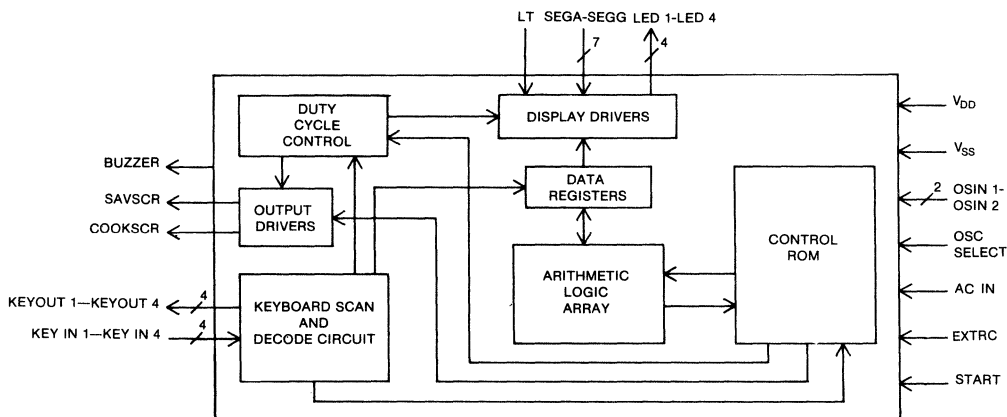 LT SEGA-SEGG LED 1-LED 4
7
4
DUTY
CYCLE
CONTROL
DISPLAY DRIVERS
VDD
BUZZER
VSS
DATA
REGISTERS
SAVSCR
OUTPUT
DRIVERS
COOKSCR
2
OSIN 1-
OSIN 2
CONTROL
ROM
OSC
SELECT
ARITHMETIC
LOGIC
ARRAY
KEYOUT 1—KEYOUT 4
4
KEY IN 1—KEY IN 4
4
KEYBOARD SCAN
AND
DECODE CIRCUIT
AC IN
EXTRC
START